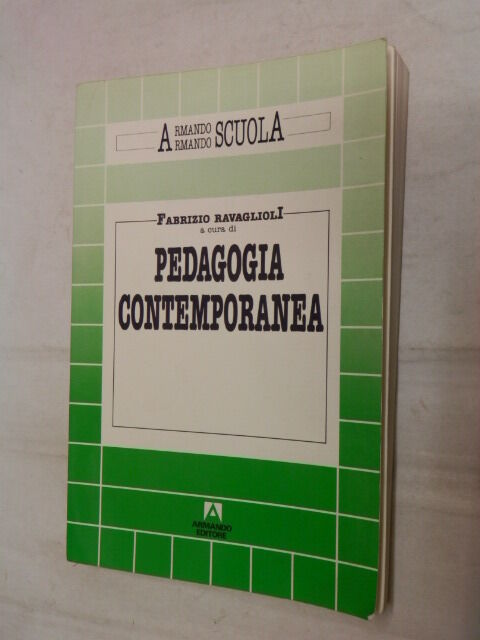 ARMANDO
ARMANDO SCUOLA
FABRIZIO RAVAGLIOLI
a cura di
PEDAGOGIA
CONTEMPORANEA
ARMANDO
EDITORE